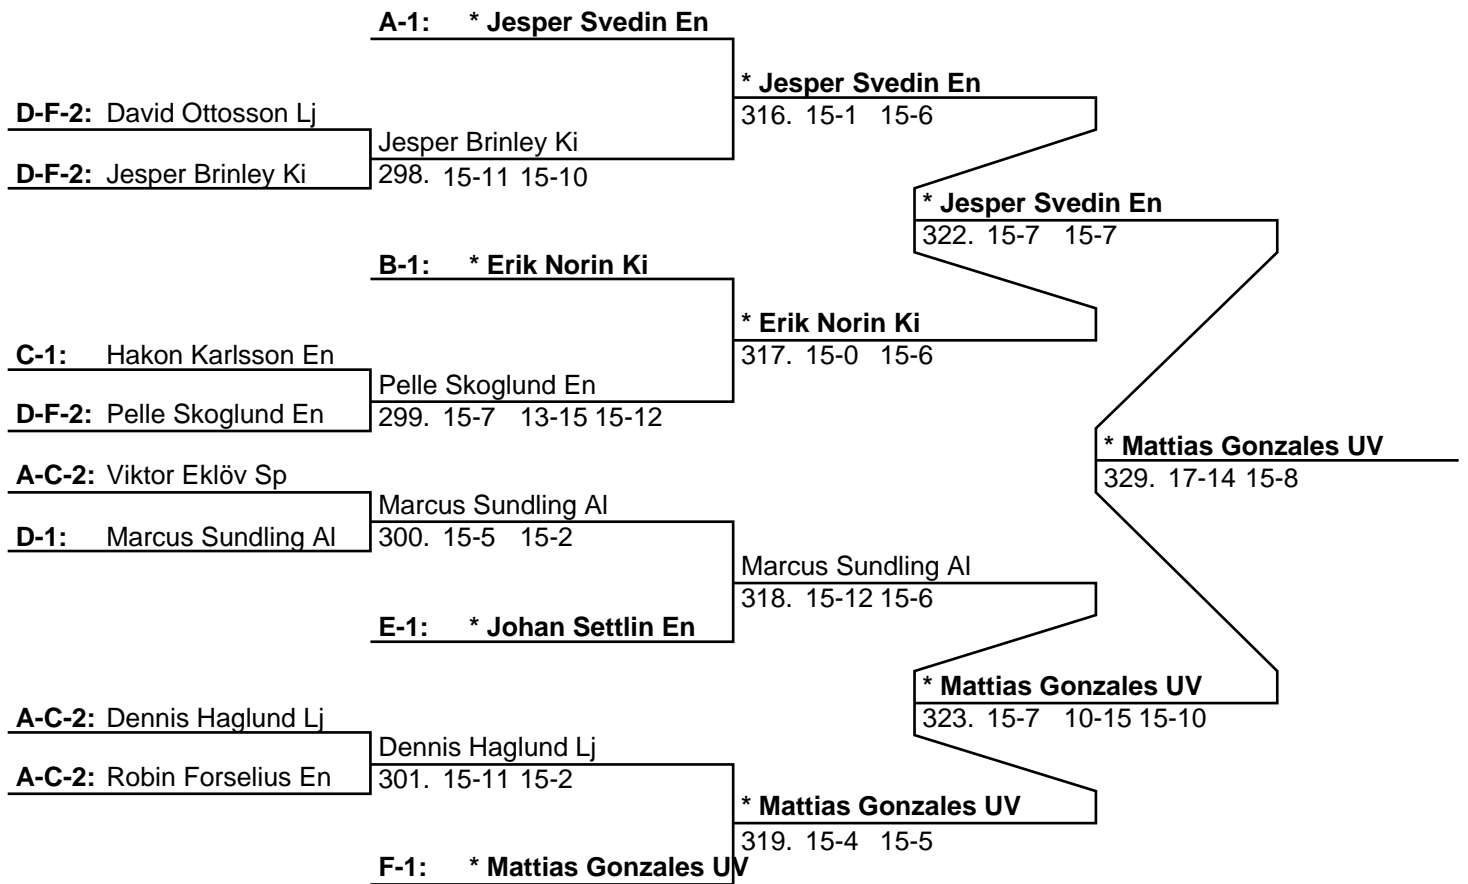 A-1: * Jesper Svedin En
* Jesper Svedin En
D-F-2: David Ottosson Lj
316. 15-1 15-6
Jesper Brinley Ki
D-F-2: Jesper Brinley Ki
298. 15-11 15-10
* Jesper Svedin En
322. 15-7 15-7
B-1: * Erik Norin Ki
* Erik Norin Ki
C-1: Hakon Karlsson En
317. 15-0 15-6
Pelle Skoglund En
D-F-2: Pelle Skoglund En
299. 15-7 13-15 15-12
* Mattias Gonzales UV
A-C-2: Viktor Eklöv Sp
329. 17-14 15-8
Marcus Sundling Al
D-1: Marcus Sundling Al
300. 15-5 15-2
Marcus Sundling Al
318. 15-12 15-6
E-1: * Johan Settlin En
* Mattias Gonzales UV
A-C-2: Dennis Haglund Lj
323. 15-7 10-15 15-10
Dennis Haglund Lj
A-C-2: Robin Forselius En
301. 15-11 15-2
* Mattias Gonzales UV
319. 15-4 15-5
F-1: * Mattias Gonzales UV